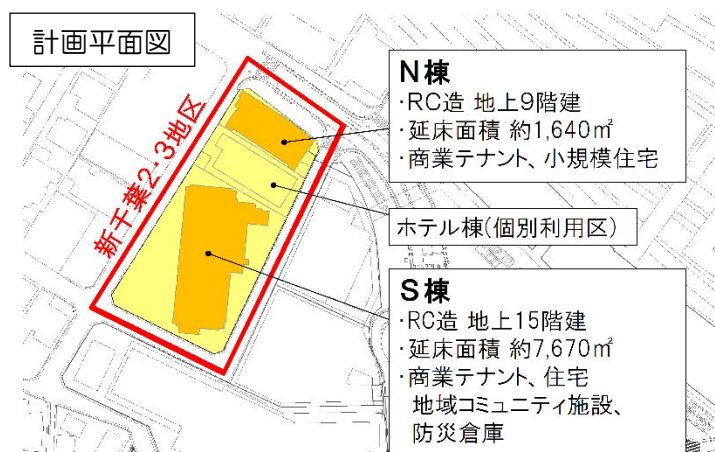 計画平面図
新千葉2・3地区
N棟
・RC造 地上9階建
・延床面積 約1,640㎡
・商業テナント、小規模住宅
ホテル棟(個別利用区)
S棟
・RC造 地上15階建
・延床面積 約7,670㎡
・商業テナント、住宅
地域コミュニティ施設、
防災倉庫